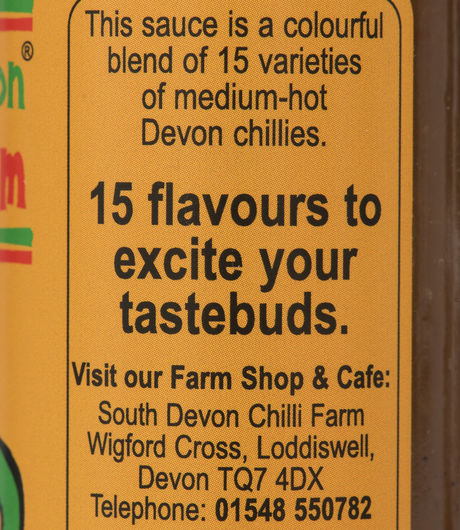 This sauce is a colourful
blend of 15 varieties
of medium-hot
Devon chillies.
15 flavours to
excite your
tastebuds.
Visit our Farm Shop & Cafe:
South Devon Chilli Farm
Wigford Cross, Loddiswell,
Devon TQ7 4DX
Telephone: 01548 550782